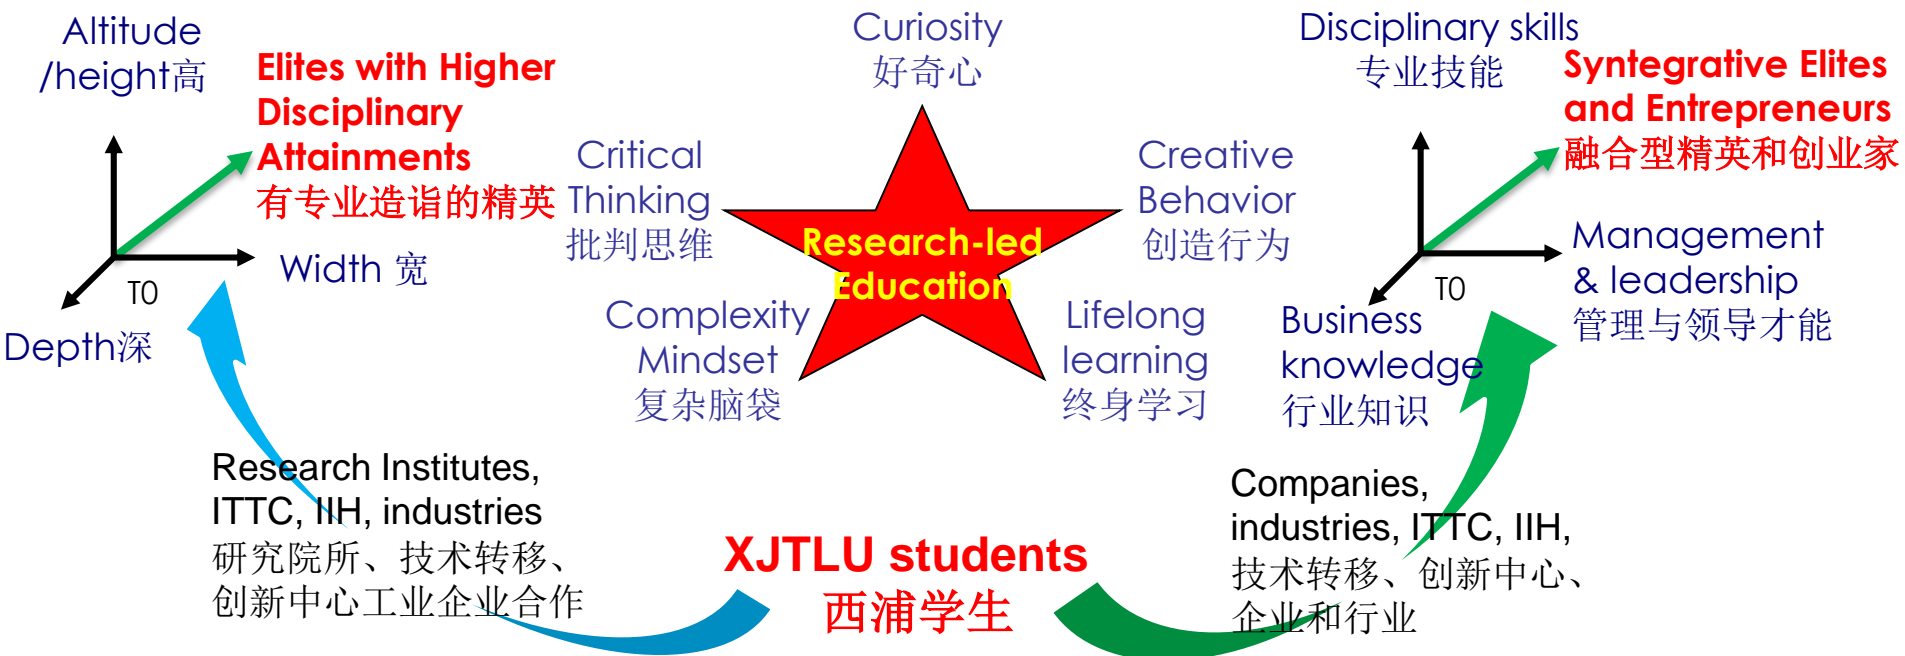 Altitude
/height高
Elites with Higher
Disciplinary
Attainments
有专业造诣的精英
Width 宽
T0
Depth深
Curiosity
好奇心
Critical
Thinking
批判思维
Creative
Behavior
创造行为
Research-led
Education
Complexity
Mindset
复杂脑袋
Lifelong
learning
终身学习
Disciplinary skills
专业技能
Syntegrative Elites
and Entrepreneurs
融合型精英和创业家
Management
& leadership
管理与领导才能
T0
Business
knowledge
行业知识
Research Institutes,
ITTC, IIH, industries
研究院所、技术转移、
创新中心工业企业合作
XJTLU students
西浦学生
Companies,
industries, ITTC, IIH,
技术转移、创新中心、
企业和行业